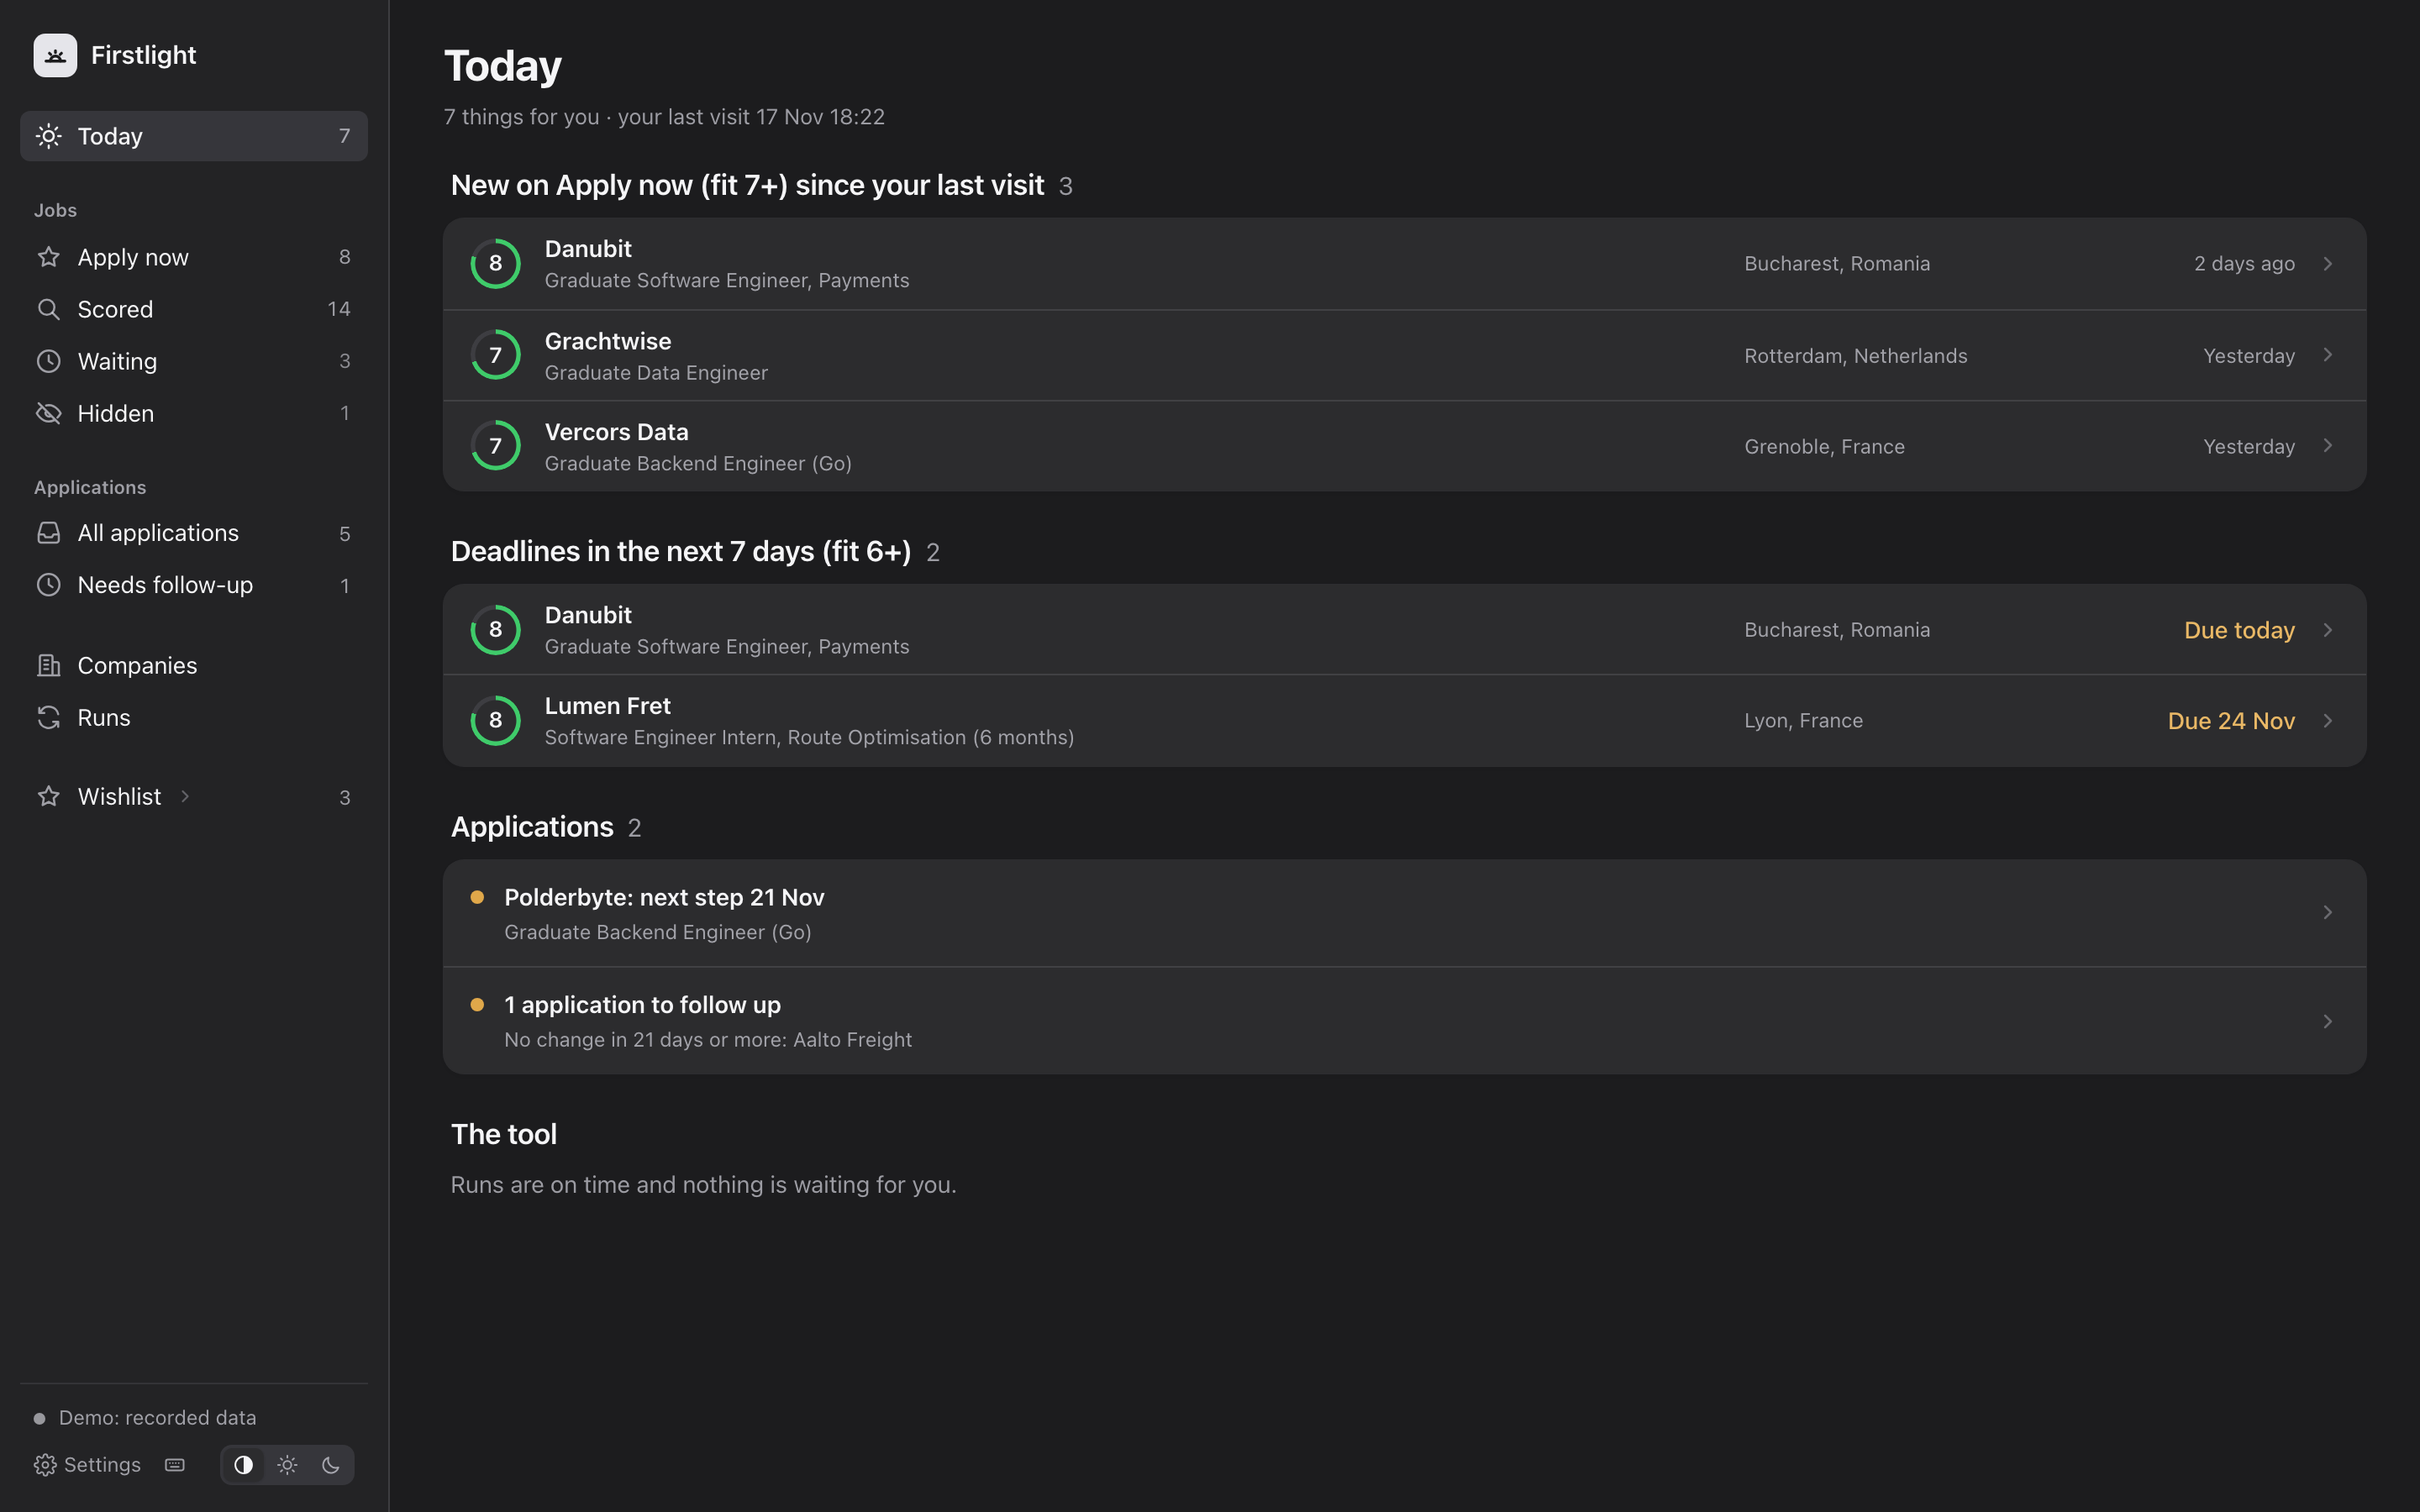 Firstlight
Today 7
Jobs
Apply now 8
Scored 14
Waiting 3
Hidden 1
Applications
All applications 5
Needs follow-up 1
Companies
Runs
Wishlist 3
Demo: recorded data
Settings
Today
7 things for you · your last visit 17 Nov 18:22
New on Apply now (fit 7+) since your last visit 3
8 Danubit Bucharest, Romania 2 days ago
Graduate Software Engineer, Payments
7 Grachtwise Rotterdam, Netherlands Yesterday
Graduate Data Engineer
7 Vercors Data Grenoble, France Yesterday
Graduate Backend Engineer (Go)
Deadlines in the next 7 days (fit 6+) 2
8 Danubit Bucharest, Romania Due today
Graduate Software Engineer, Payments
8 Lumen Fret Lyon, France Due 24 Nov
Software Engineer Intern, Route Optimisation (6 months)
Applications 2
Polderbyte: next step 21 Nov
Graduate Backend Engineer (Go)
1 application to follow up
No change in 21 days or more: Aalto Freight
The tool
Runs are on time and nothing is waiting for you.